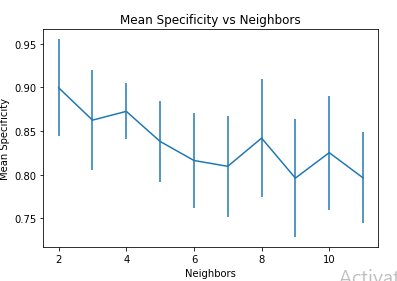 Mean Specificity vs Neighbors
0.95
0.90
0.85
0.80
0.75
Mean Specificity
2 4 6 8 10
Neighbors
Activat